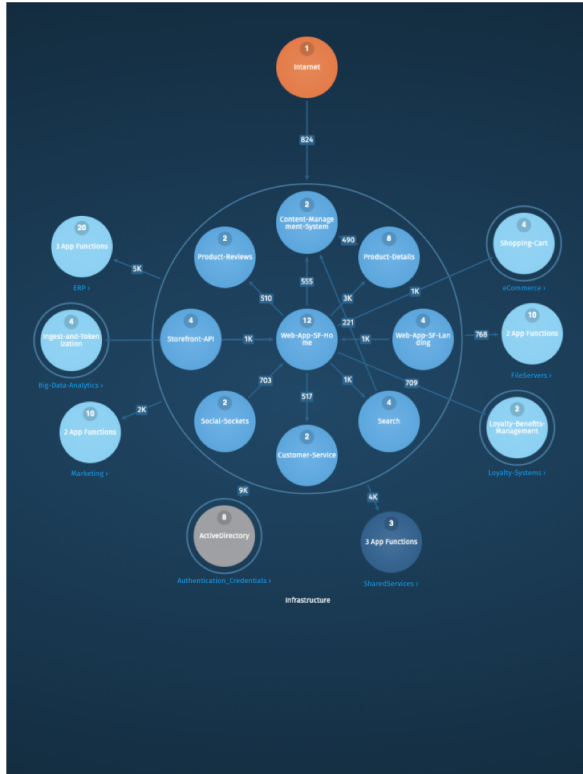 1
Internet
824
2
Content-Manage
ment-System
490
20
3 App Functions
ERP ›
5K
2
Product-Reviews
8
Product-Details
4
Shopping-Cart
eCommerce ›
555
510
3K
1K
221
4
Ingest-and-Token
ization
Big-Data-Analytics ›
4
Storefront-API
1K
12
Web-App-SF-Ho
me
1K
4
Web-App-SF-Lan
ding
768
10
2 App Functions
FileServers ›
703
1K
709
517
10
2 App Functions
Marketing ›
2K
2
Social-Sockets
2
Customer-Service
4
Search
2
Loyalty-Benefits-
Management
Loyalty-Systems ›
9K
4K
8
ActiveDirectory
Authentication_Credentials ›
3
3 App Functions
SharedServices ›
Infrastructure